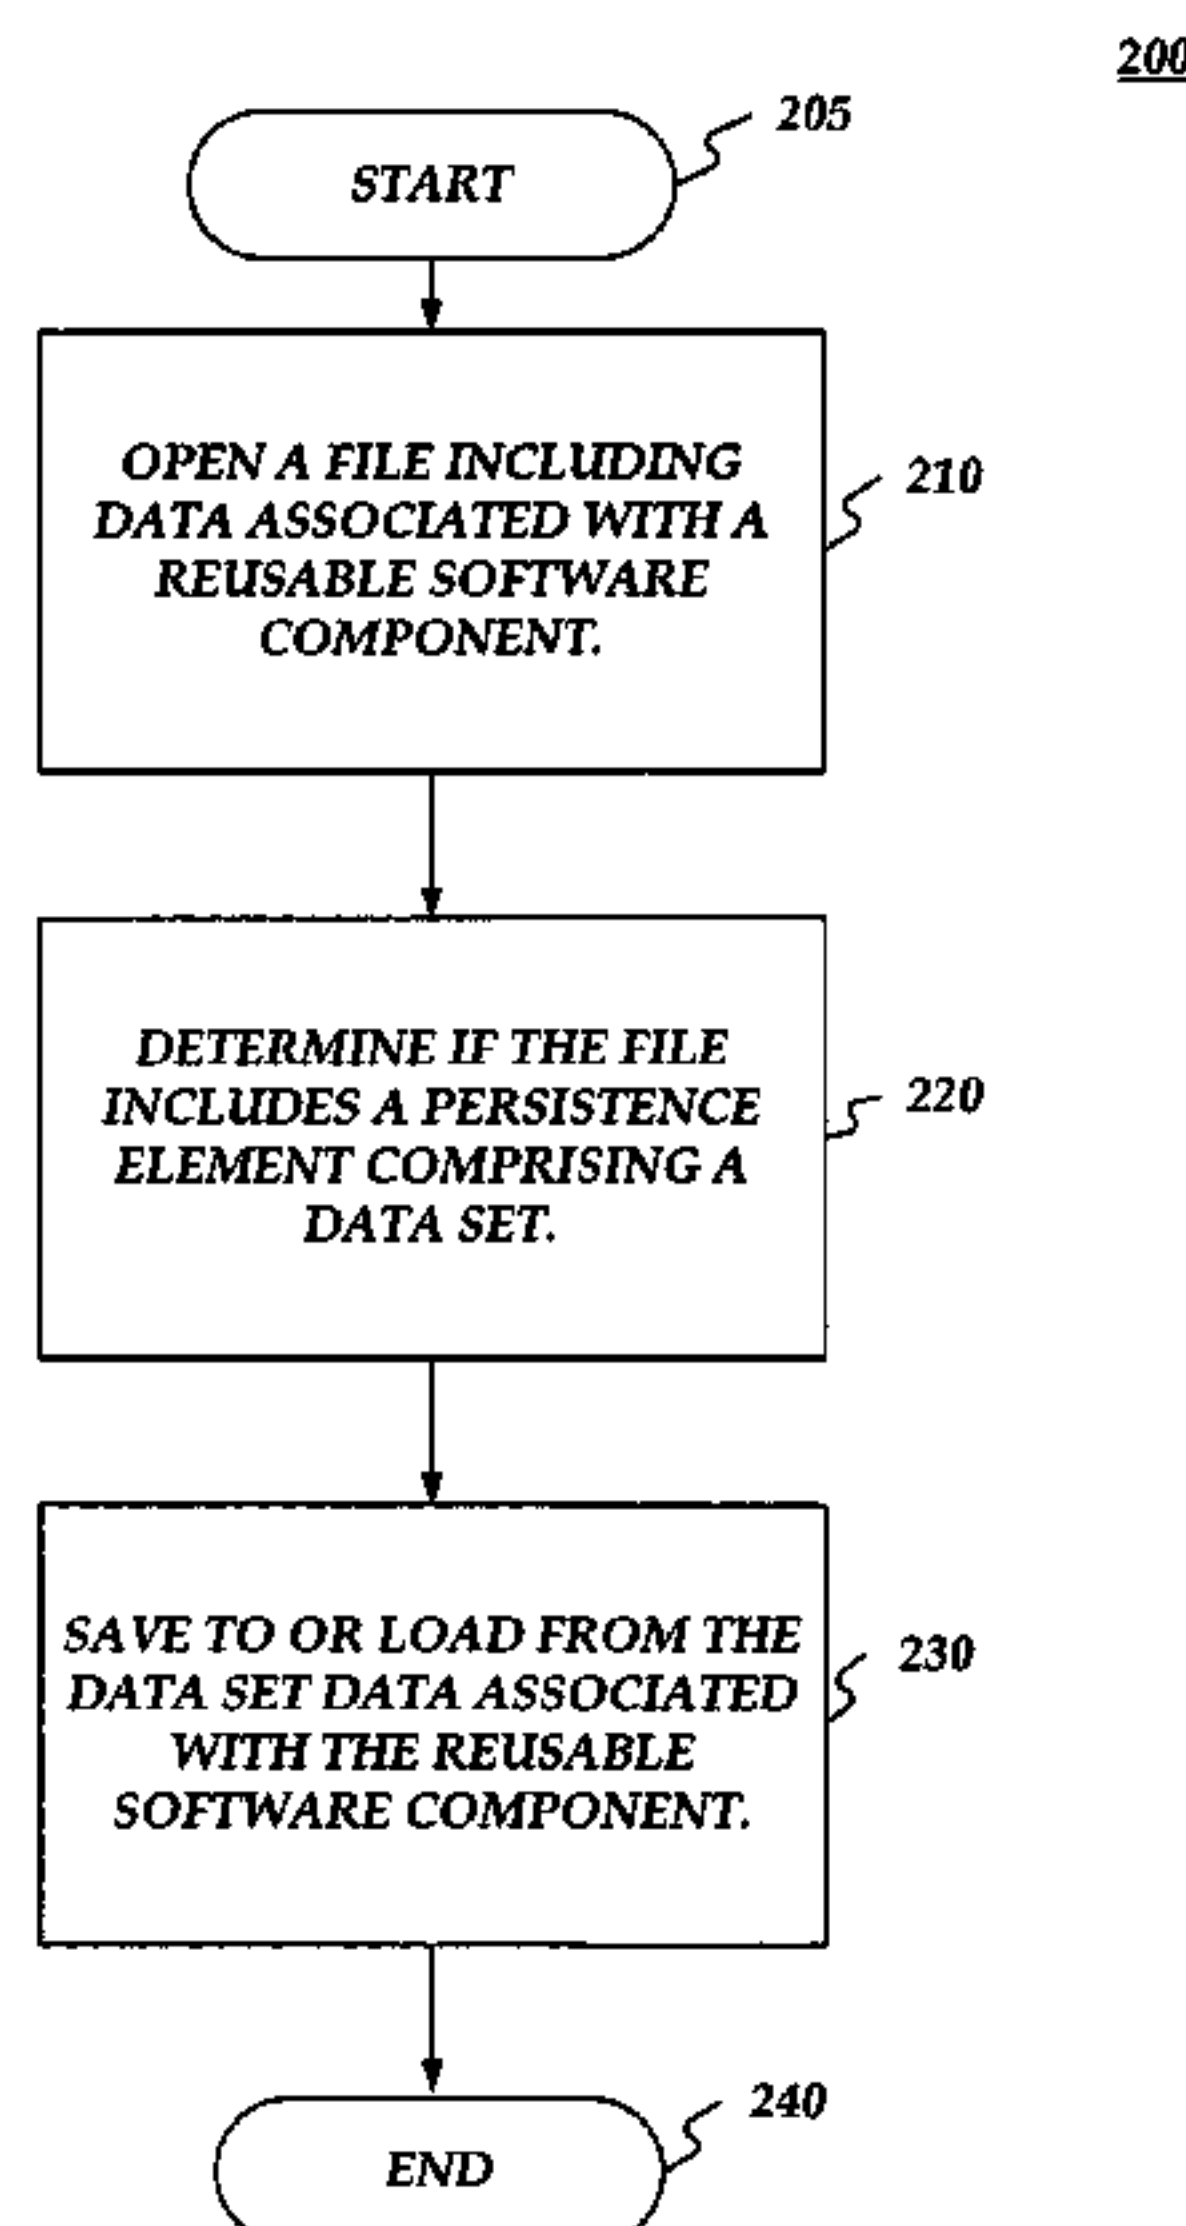 200
205
START
OPEN A FILE INCLUDING
DATA ASSOCIATED WITH A
REUSABLE SOFTWARE
COMPONENT.
210
DETERMINE IF THE FILE
INCLUDES A PERSISTENCE
ELEMENT COMPRISING A
DATA SET.
220
SAVE TO OR LOAD FROM THE
DATA SET DATA ASSOCIATED
WITH THE REUSABLE
SOFTWARE COMPONENT.
230
240
END